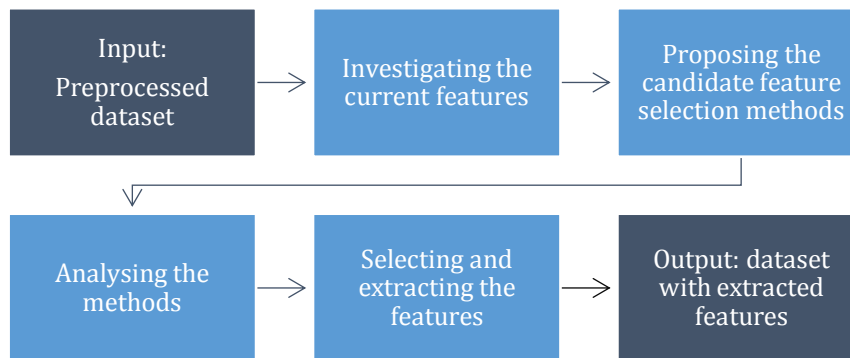 Input:
Preprocessed
dataset
Investigating the
current features
Proposing the
candidate feature
selection methods
Analysing the
methods
Selecting and
extracting the
features
Output: dataset
with extracted
features